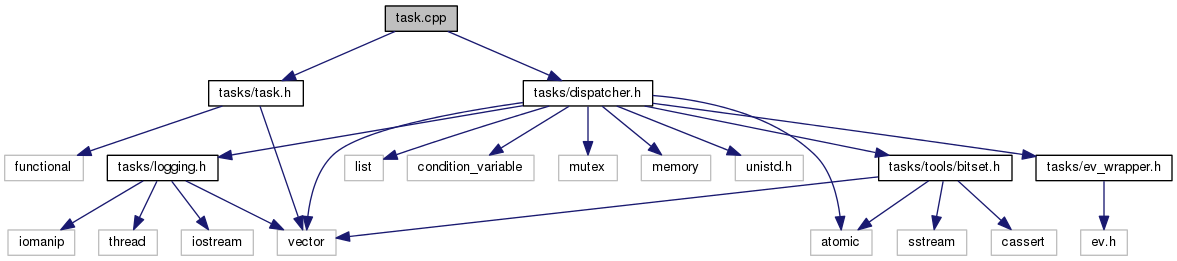 task.cpp
tasks/task.h
tasks/dispatcher.h
functional
tasks/logging.h
list
condition_variable
mutex
memory
unistd.h
tasks/tools/bitset.h
tasks/ev_wrapper.h
iomanip
thread
iostream
vector
atomic
sstream
cassert
ev.h